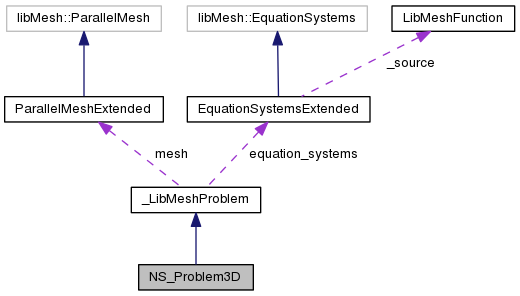 libMesh::ParallelMesh
libMesh::EquationSystems
LibMeshFunction
_source
ParallelMeshExtended
EquationSystemsExtended
mesh
equation_systems
_LibMeshProblem
NS_Problem3D